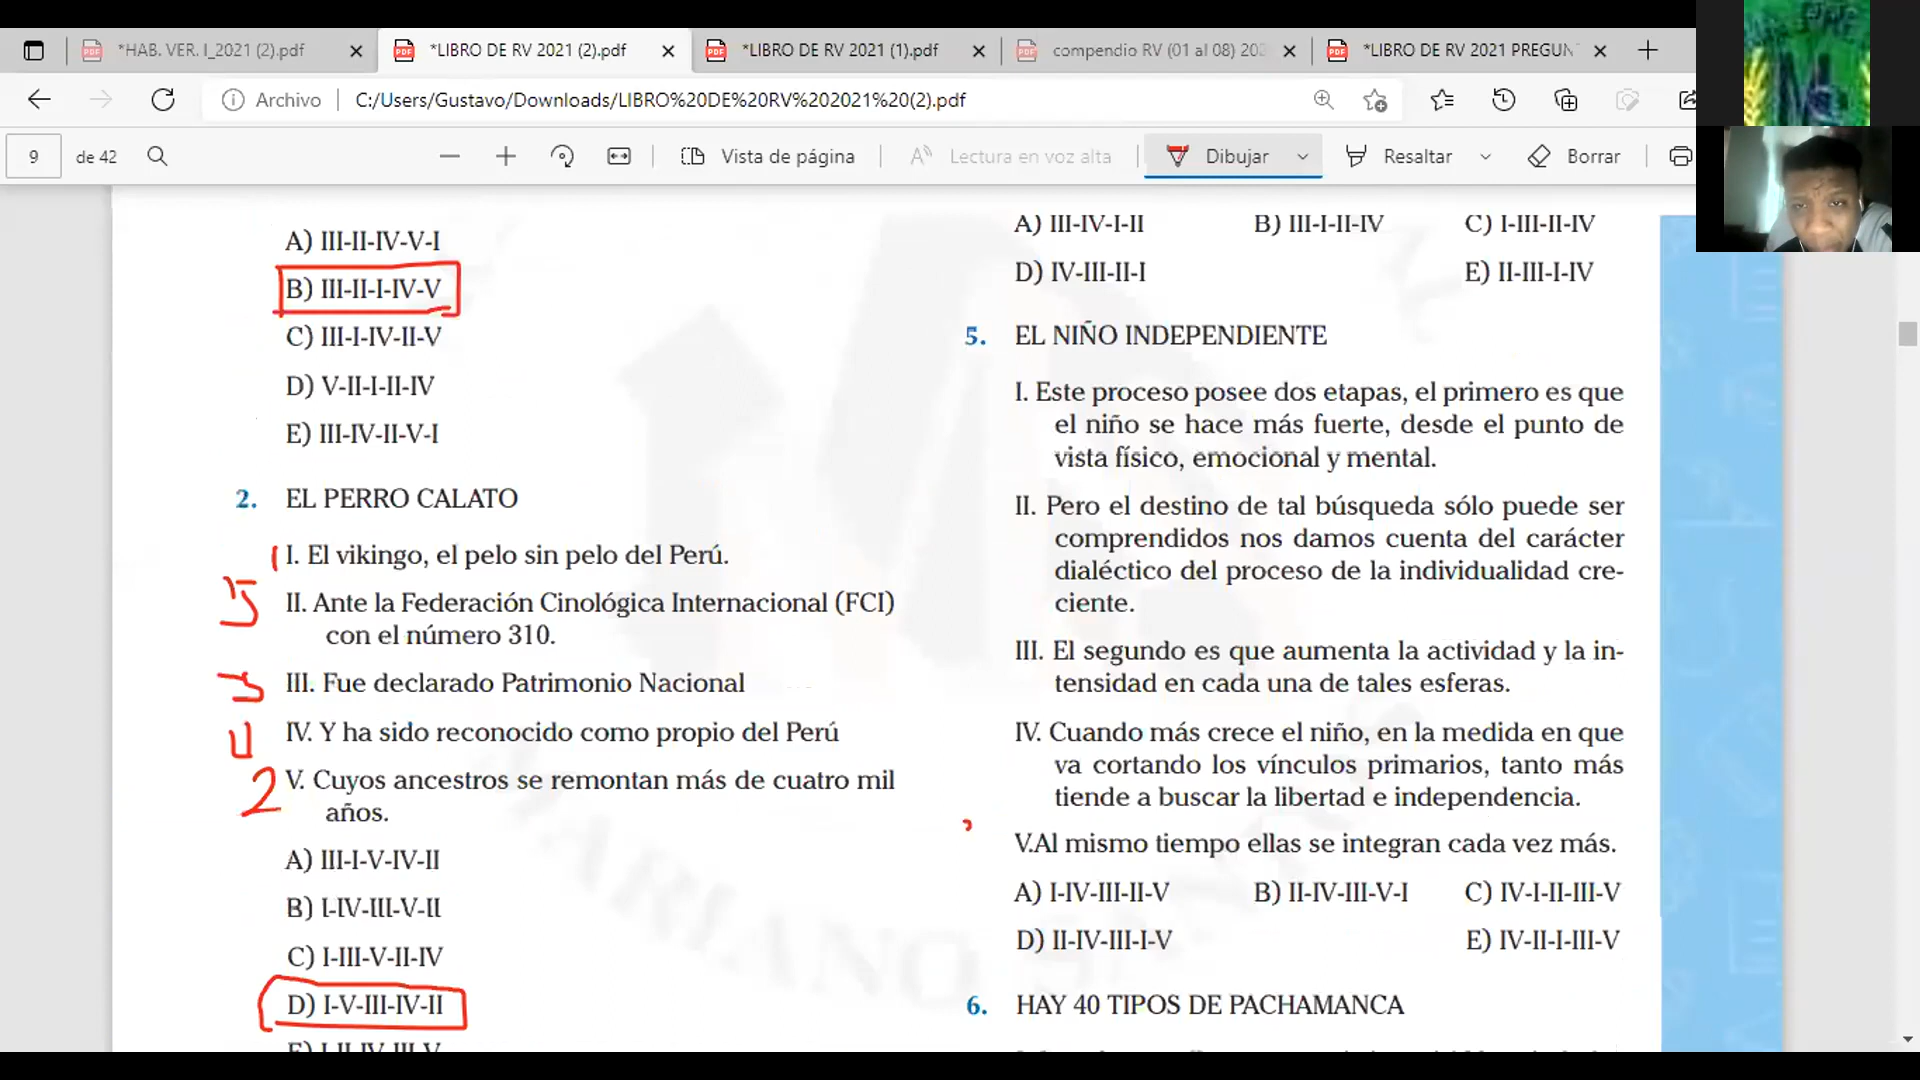 *HAB. VER. I_2021 (2).pdf
*LIBRO DE RV 2021 (2).pdf
*LIBRO DE RV 2021 (1).pdf
compendio RV (01 al 08) 202
*LIBRO DE RV 2021 PREGUN
Archivo
C:/Users/Gustavo/Downloads/LIBRO%20DE%20RV%202021%20(2).pdf
9 de 42
Vista de página
Lectura en voz alta
Dibujar
Resaltar
Borrar
A) III-II-IV-V-I
B) III-II-I-IV-V
C) III-I-IV-II-V
D) V-II-I-II-IV
E) III-IV-II-V-I
2. EL PERRO CALATO
1 I. El vikingo, el pelo sin pelo del Perú.
5 II. Ante la Federación Cinológica Internacional (FCI)
con el número 310.
3 III. Fue declarado Patrimonio Nacional
4 IV. Y ha sido reconocido como propio del Perú
2 V. Cuyos ancestros se remontan más de cuatro mil
años.
A) III-I-V-IV-II
B) I-IV-III-V-II
C) I-III-V-II-IV
D) I-V-III-IV-II
E) I-II-IV-III-V
A) III-IV-I-II B) III-I-II-IV C) I-III-II-IV
D) IV-III-II-I E) II-III-I-IV
5. EL NIÑO INDEPENDIENTE
I. Este proceso posee dos etapas, el primero es que
el niño se hace más fuerte, desde el punto de
vista físico, emocional y mental.
II. Pero el destino de tal búsqueda sólo puede ser
comprendidos nos damos cuenta del carácter
dialéctico del proceso de la individualidad cre-
ciente.
III. El segundo es que aumenta la actividad y la in-
tensidad en cada una de tales esferas.
IV. Cuando más crece el niño, en la medida en que
va cortando los vínculos primarios, tanto más
tiende a buscar la libertad e independencia.
V.Al mismo tiempo ellas se integran cada vez más.
A) I-IV-III-II-V B) II-IV-III-V-I C) IV-I-II-III-V
D) II-IV-III-I-V E) IV-II-I-III-V
6. HAY 40 TIPOS DE PACHAMANCA